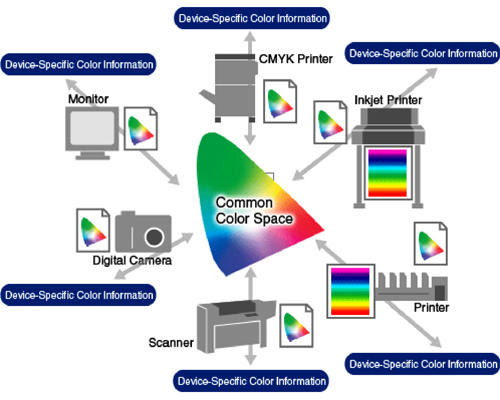 Device-Specific Color Information
CMYK Printer
Device-Specific Color Information
Device-Specific Color Information
Monitor
Inkjet Printer
Common
Color Space
Digital Camera
Device-Specific Color Information
Printer
Scanner
Device-Specific Color Information
Device-Specific Color Information